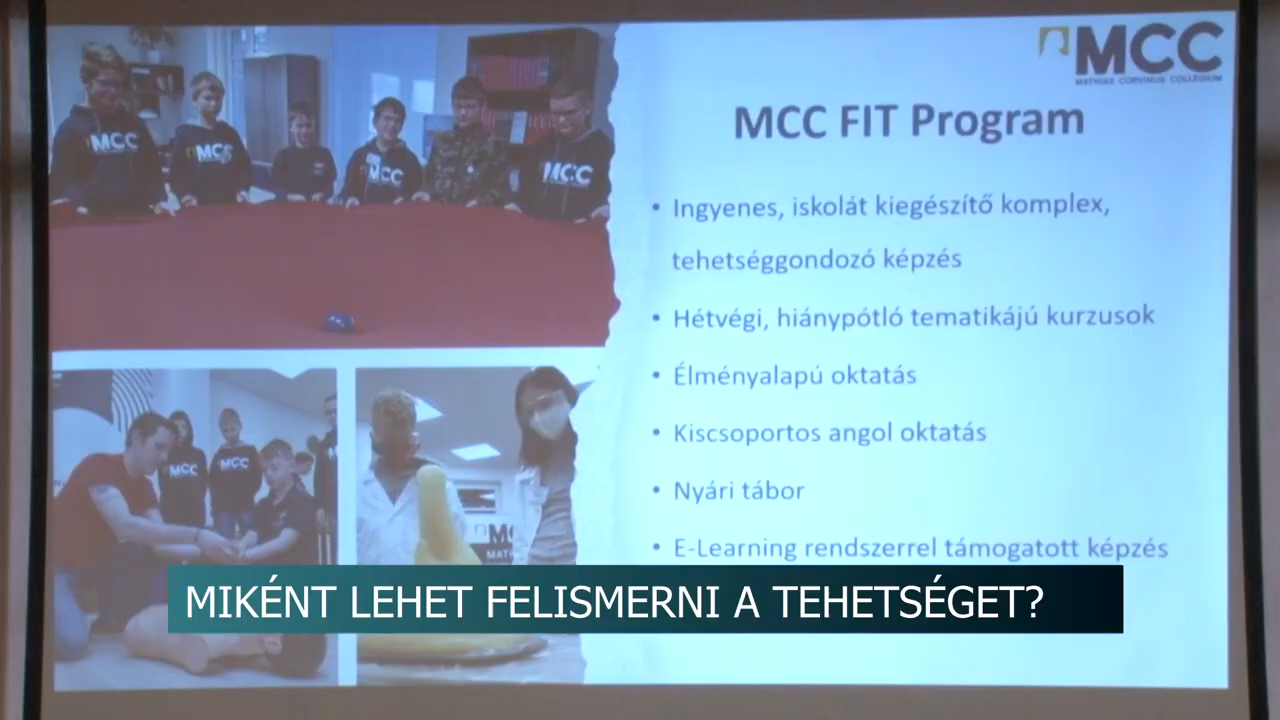 MCC
MATHIAS CORVINUS COLLEGIUM
MCC FIT Program
• Ingyenes, iskolát kiegészítő komplex,
tehetséggondozó képzés
• Hétvégi, hiánypótló tematikájú kurzusok
• Élményalapú oktatás
• Kiscsoportos angol oktatás
• Nyári tábor
• E-Learning rendszerrel támogatott képzés
MCC
MCC
MCC
MCC
MCC
MCC
MIKÉNT LEHET FELISMERNI A TEHETSÉGET?